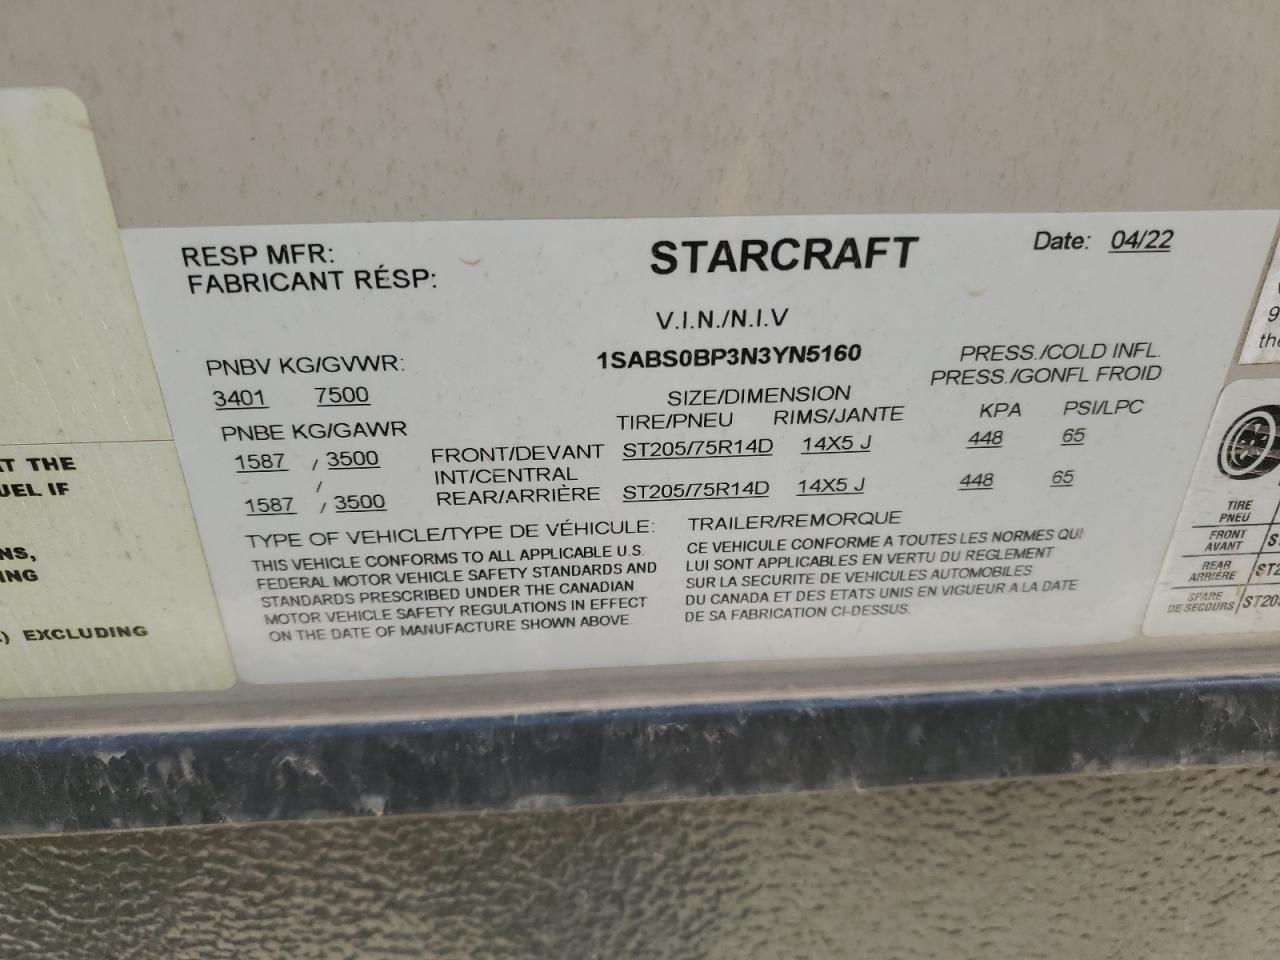 RESP MFR:
FABRICANT RÉSP:
STARCRAFT
Date: 04/22
V.I.N./N.I.V
1SABS0BP3N3YN5160
PNBV KG/GVWR:
3401 7500
PNBE KG/GAWR
1587 / 3500
/
1587 / 3500
SIZE/DIMENSION
TIRE/PNEU RIMS/JANTE
PRESS./COLD INFL.
PRESS./GONFL FROID
KPA PSI/LPC
FRONT/DEVANT ST205/75R14D 14X5 J 448 65
INT/CENTRAL
REAR/ARRIÈRE ST205/75R14D 14X5 J 448 65
TYPE OF VEHICLE/TYPE DE VÉHICULE: TRAILER/REMORQUE
THIS VEHICLE CONFORMS TO ALL APPLICABLE U.S.
FEDERAL MOTOR VEHICLE SAFETY STANDARDS AND
STANDARDS PRESCRIBED UNDER THE CANADIAN
MOTOR VEHICLE SAFETY REGULATIONS IN EFFECT
ON THE DATE OF MANUFACTURE SHOWN ABOVE.
CE VEHICULE CONFORME A TOUTES LES NORMES QUI
LUI SONT APPLICABLES EN VERTU DU REGLEMENT
SUR LA SECURITE DE VEHICULES AUTOMOBILES
DU CANADA ET DES ETATS UNIS EN VIGUEUR A LA DATE
DE SA FABRICATION CI-DESSUS.
THE
IF
) EXCLUDING
TIRE
PNEU
FRONT
AVANT
REAR
ARRIÈRE
SPARE
DE SECOURS